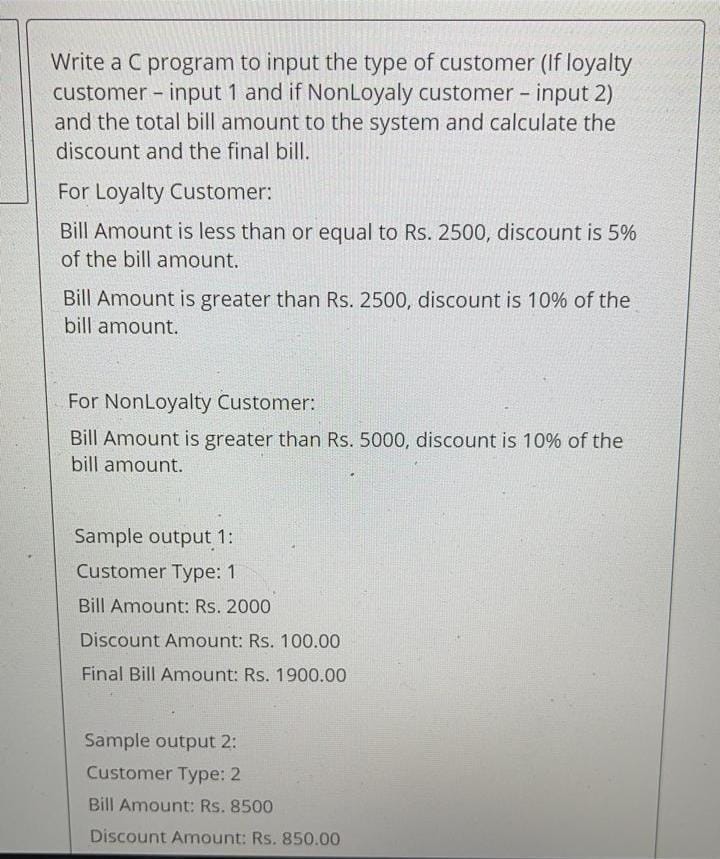 Write a C program to input the type of customer (If loyalty
customer – input 1 and if NonLoyaly customer – input 2)
and the total bill amount to the system and calculate the
discount and the final bill.
For Loyalty Customer:
Bill Amount is less than or equal to Rs. 2500, discount is 5%
of the bill amount.
Bill Amount is greater than Rs. 2500, discount is 10% of the
bill amount.
For NonLoyalty Customer:
Bill Amount is greater than Rs. 5000, discount is 10% of the
bill amount.
Sample output 1:
Customer Type: 1
Bill Amount: Rs. 2000
Discount Amount: Rs. 100.00
Final Bill Amount: Rs. 1900.00
Sample output 2:
Customer Type: 2
Bill Amount: Rs. 8500
Discount Amount: Rs. 850.00